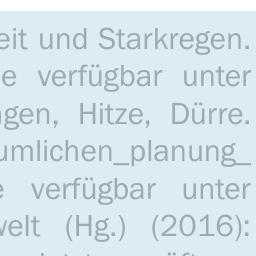 eit und Starkregen.
e verfügbar unter
gen, Hitze, Dürre.
umlichen_planung_
e verfügbar unter
welt (Hg.) (2016):